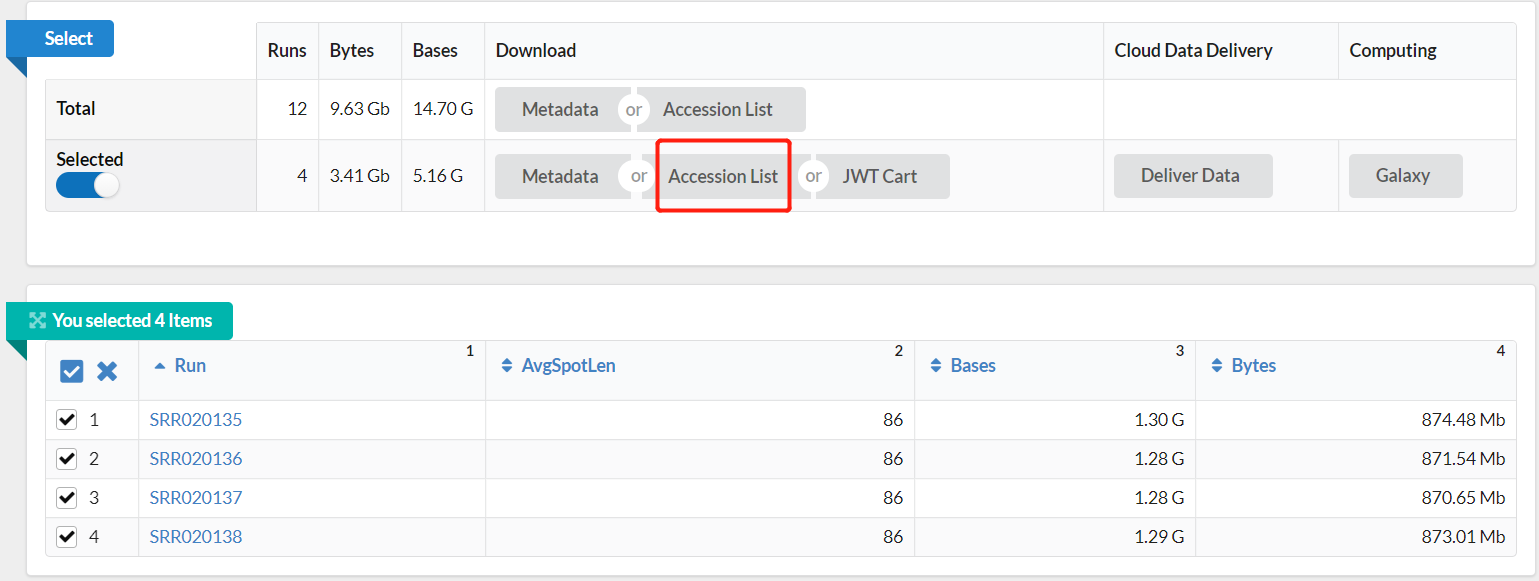 Select
Runs Bytes Bases Download Cloud Data Delivery Computing
Total 12 9.63 Gb 14.70 G Metadata or Accession List
Selected 4 3.41 Gb 5.16 G Metadata or Accession List or JWT Cart Deliver Data Galaxy
You selected 4 Items
Run 1 AvgSpotLen 2 Bases 3 Bytes 4
1 SRR020135 86 1.30 G 874.48 Mb
2 SRR020136 86 1.28 G 871.54 Mb
3 SRR020137 86 1.28 G 870.65 Mb
4 SRR020138 86 1.29 G 873.01 Mb